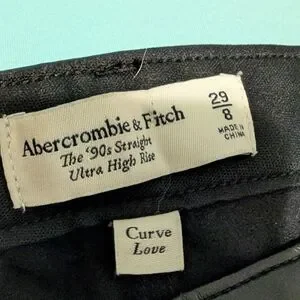 Abercrombie & Fitch
The '90s Straight
Ultra High Rise
29
8
MADE IN
CHINA
Curve
Love